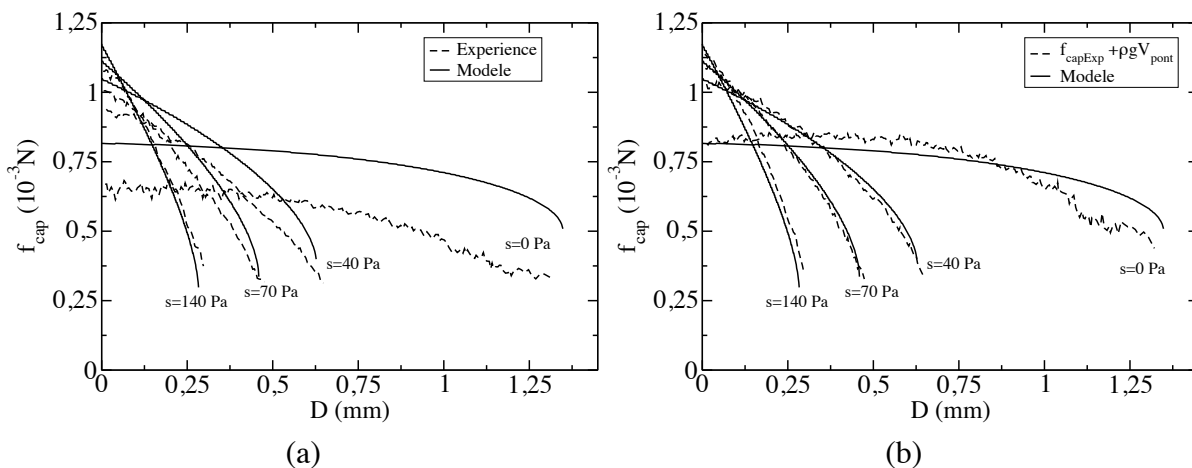 1,25
1
0,75
0,5
0,25
0
f_cap (10^-3 N)
Experience
Modele
s=0 Pa
s=40 Pa
s=70 Pa
s=140 Pa
0 0,25 0,5 0,75 1 1,25
D (mm)
(a)
1,25
1
0,75
0,5
0,25
0
f_cap (10^-3 N)
f_capExp +ρgV_pont
Modele
s=0 Pa
s=40 Pa
s=70 Pa
s=140 Pa
0 0,25 0,5 0,75 1 1,25
D (mm)
(b)